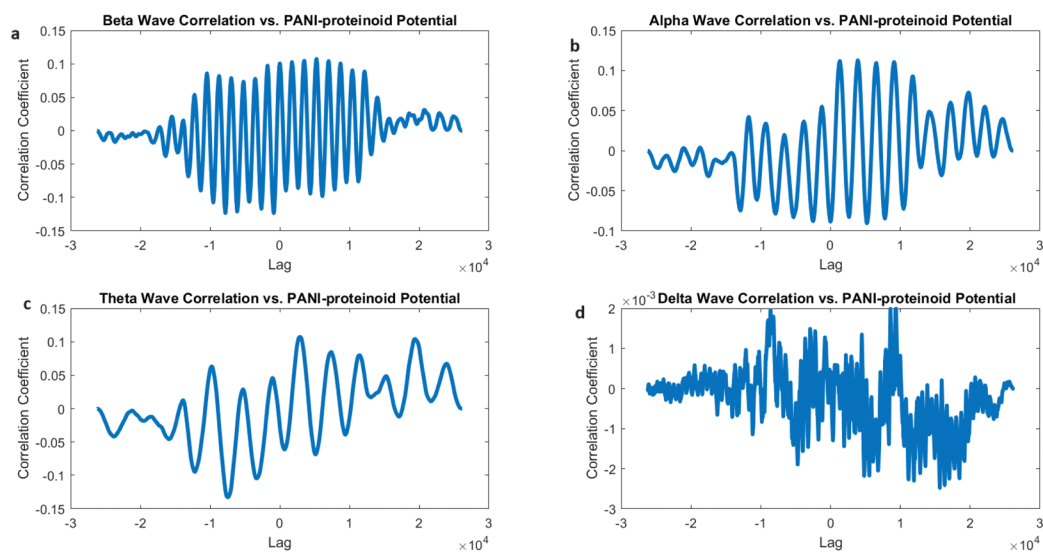 a
Beta Wave Correlation vs. PANI-proteinoid Potential
0.15
0.1
0.05
0
-0.05
-0.1
-0.15
Correlation Coefficient
-3 -2 -1 0 1 2 3
Lag
×10^4
b
Alpha Wave Correlation vs. PANI-proteinoid Potential
0.15
0.1
0.05
0
-0.05
-0.1
Correlation Coefficient
-3 -2 -1 0 1 2 3
Lag
×10^4
c
Theta Wave Correlation vs. PANI-proteinoid Potential
0.15
0.1
0.05
0
-0.05
-0.1
-0.15
Correlation Coefficient
-3 -2 -1 0 1 2 3
Lag
×10^4
d
×10^-3
Delta Wave Correlation vs. PANI-proteinoid Potential
2
1
0
-1
-2
-3
Correlation Coefficient
-3 -2 -1 0 1 2 3
Lag
×10^4